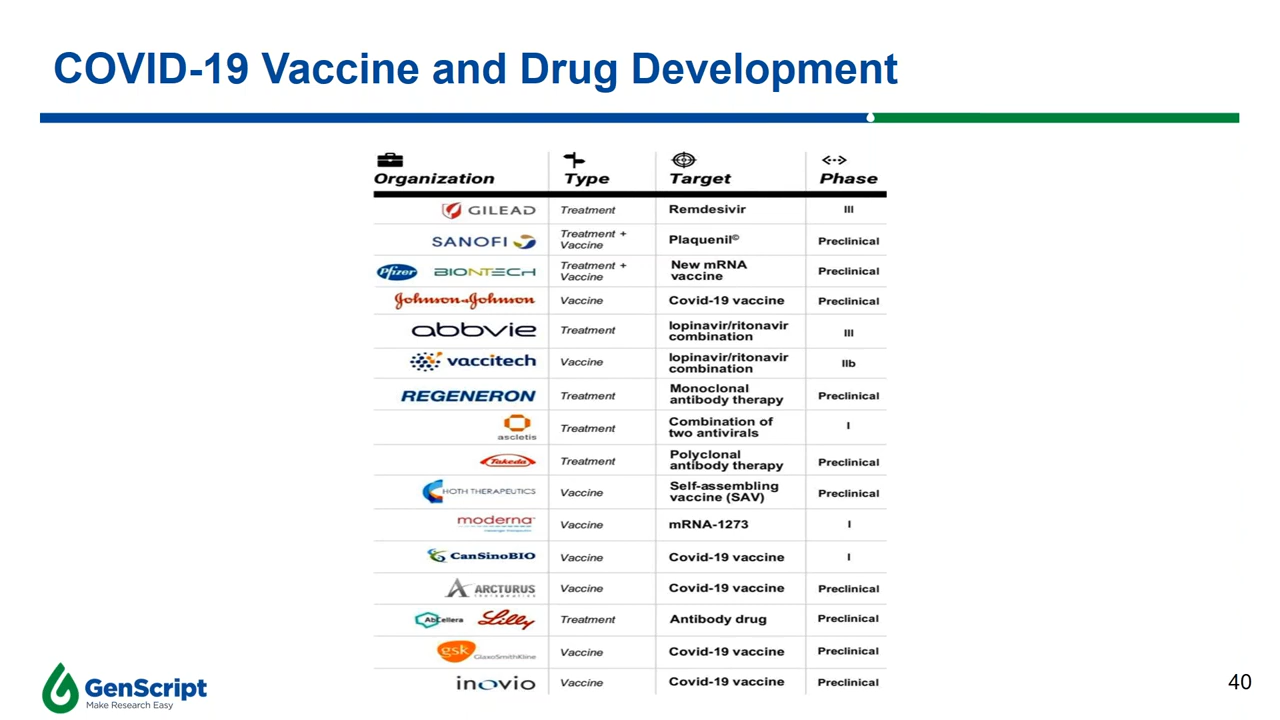 COVID-19 Vaccine and Drug Development
Organization Type Target Phase
GILEAD Treatment Remdesivir III
SANOFI Treatment + Vaccine Plaquenil© Preclinical
Pfizer BIONTECH Treatment + Vaccine New mRNA vaccine Preclinical
Johnson&Johnson Vaccine Covid-19 vaccine Preclinical
abbvie Treatment lopinavir/ritonavir combination III
vaccitech Vaccine lopinavir/ritonavir combination IIb
REGENERON Treatment Monoclonal antibody therapy Preclinical
ascletis Treatment Combination of two antivirals I
Takeda Treatment Polyclonal antibody therapy Preclinical
HOTH THERAPEUTICS Vaccine Self-assembling vaccine (SAV) Preclinical
moderna Vaccine mRNA-1273 I
CanSinoBIO Vaccine Covid-19 vaccine I
ARCTURUS therapeutics Vaccine Covid-19 vaccine Preclinical
AbCellera Lilly Treatment Antibody drug Preclinical
gsk GlaxoSmithKline Vaccine Covid-19 vaccine Preclinical
inovio Vaccine Covid-19 vaccine Preclinical
GenScript
Make Research Easy
40